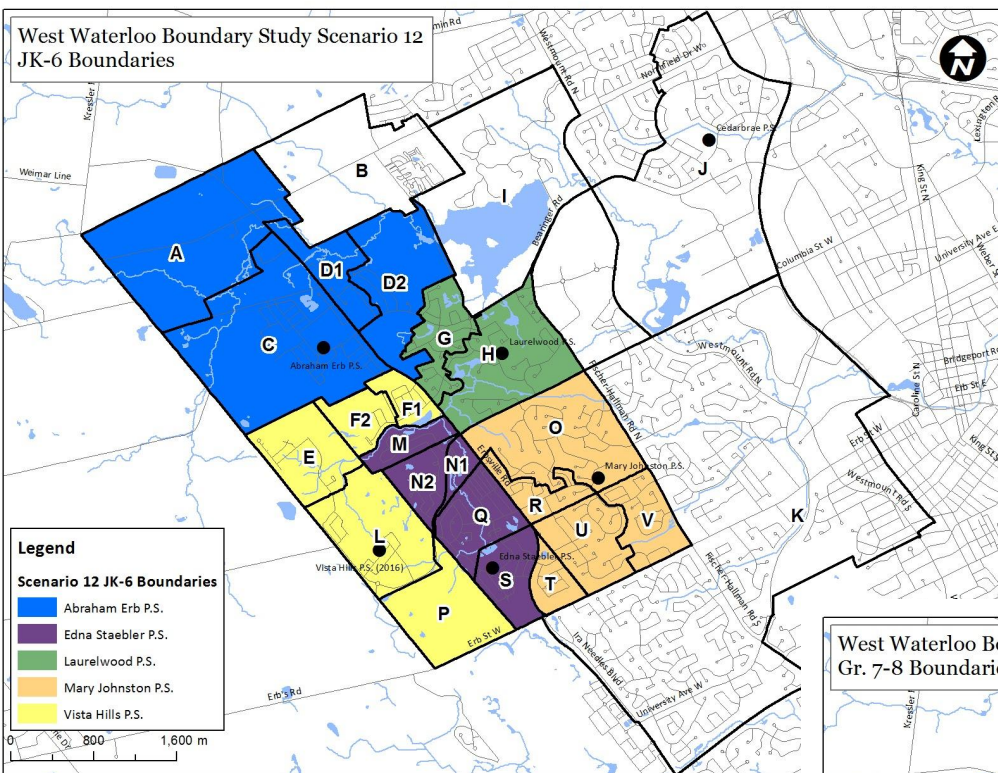 West Waterloo Boundary Study Scenario 12
JK-6 Boundaries
min Rd
Kressler
Westmount Rd N
Northfield Dr W
N
Lexington R
Cedarbrae P.S.
B
J
Weimar Line
I
King St N
Bearinger Rd
University Ave E
Columbia St W
Weber
A
D1
D2
G
H
Laurelwood P.S.
C
Abraham Erb P.S.
Westmount Rd N
Bridgeport Rd
Erb St E
Caroline St N
Fischer-Hallman Rd N
F2
F1
O
Erb St W
King St S
M
Erbsville Rd
E
N1
N2
Mary Johnston P.S.
Westmount Rd S
R
Q
U
V
K
L
Vista Hills P.S. (2016)
Edna Staebler P.S.
S
T
Fischer-Hallman Rd S
P
Erb St W
Ira Needles Blvd
University Ave W
Erb's Rd
Legend
Scenario 12 JK-6 Boundaries
Abraham Erb P.S.
Edna Staebler P.S.
Laurelwood P.S.
Mary Johnston P.S.
Vista Hills P.S.
0 800 1,600 m
West Waterloo Bo
Gr. 7-8 Boundarie
Kressler